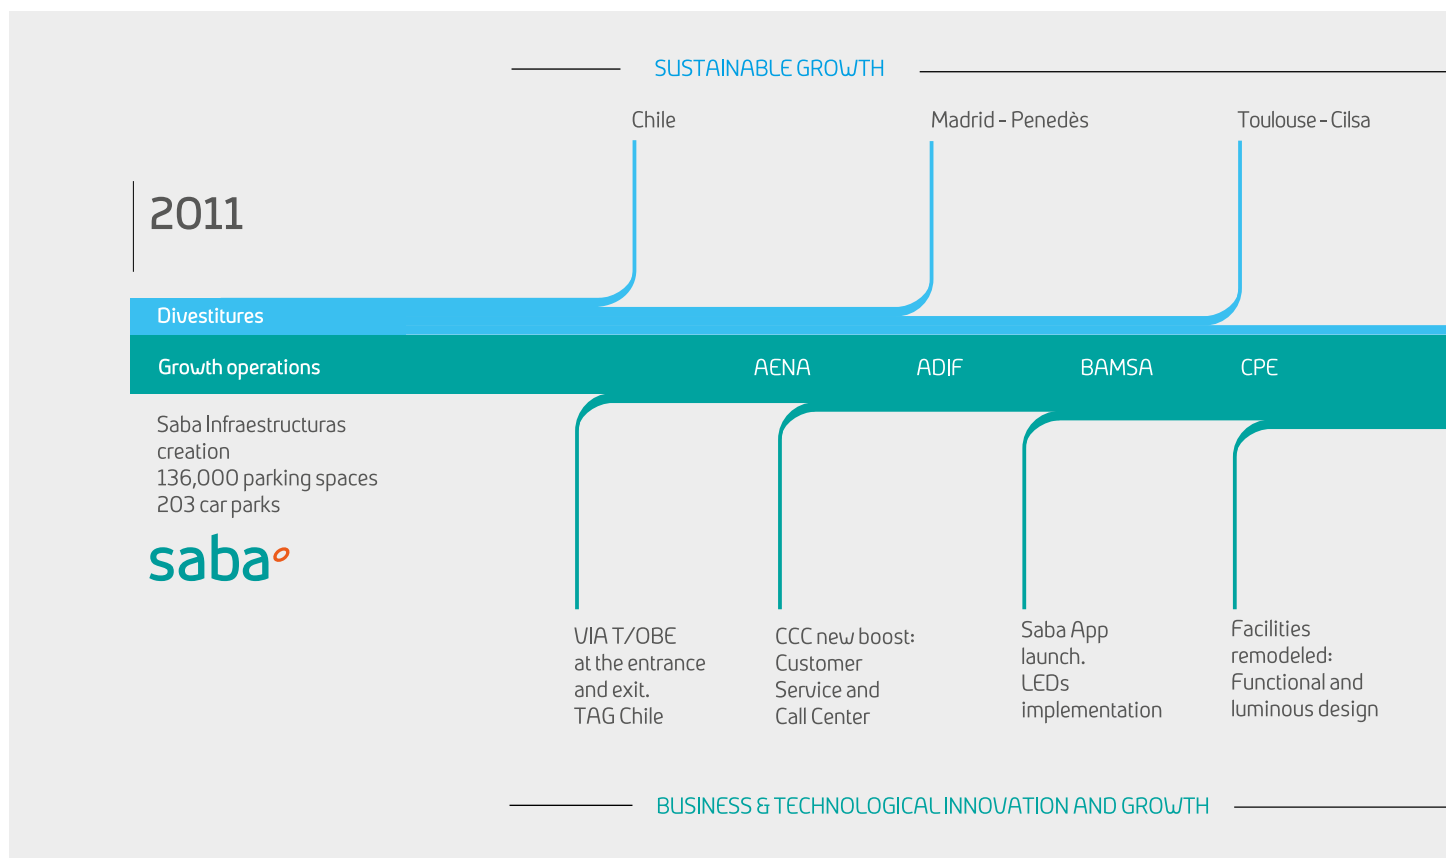 SUSTAINABLE GROWTH
Chile
Madrid - Penedès
Toulouse - Cilsa
2011
Divestitures
Growth operations
AENA
ADIF
BAMSA
CPE
Saba Infraestructuras
creation
136,000 parking spaces
203 car parks
saba
VIA T/OBE
at the entrance
and exit.
TAG Chile
CCC new boost:
Customer
Service and
Call Center
Saba App
launch.
LEDs
implementation
Facilities
remodeled:
Functional and
luminous design
BUSINESS & TECHNOLOGICAL INNOVATION AND GROWTH